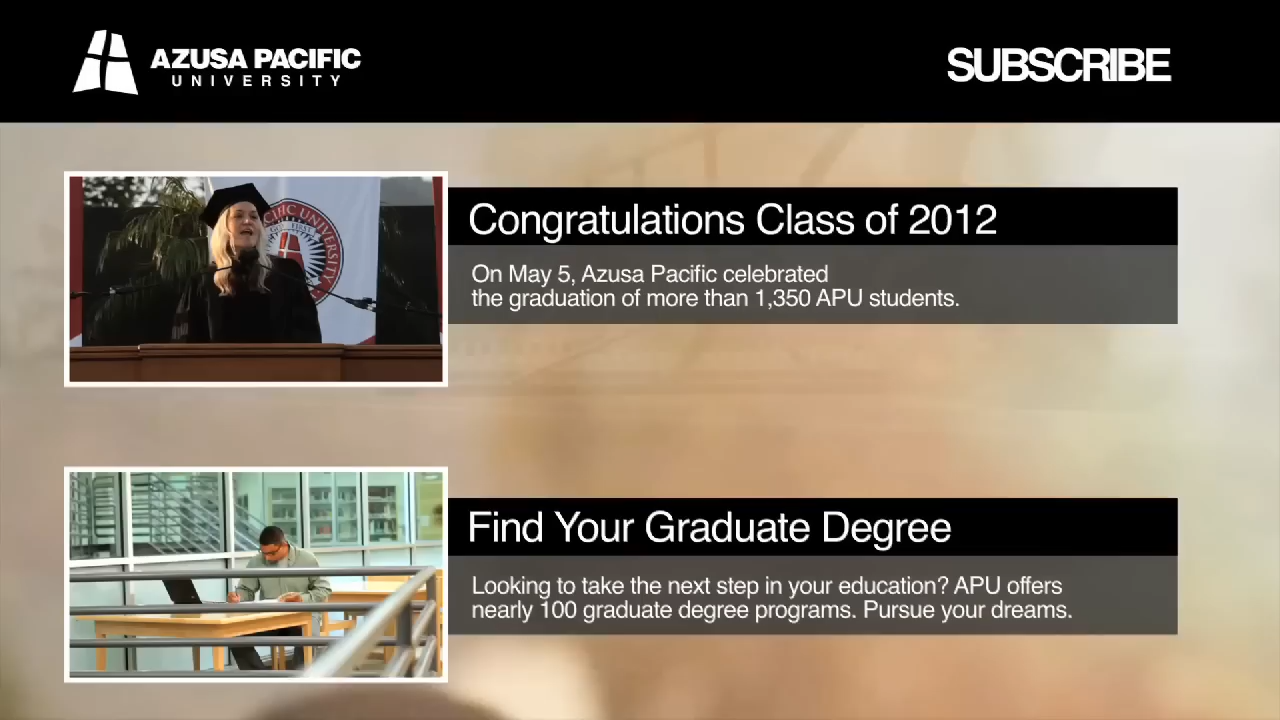 AZUSA PACIFIC
UNIVERSITY
SUBSCRIBE
Congratulations Class of 2012
On May 5, Azusa Pacific celebrated
the graduation of more than 1,350 APU students.
Find Your Graduate Degree
Looking to take the next step in your education? APU offers
nearly 100 graduate degree programs. Pursue your dreams.